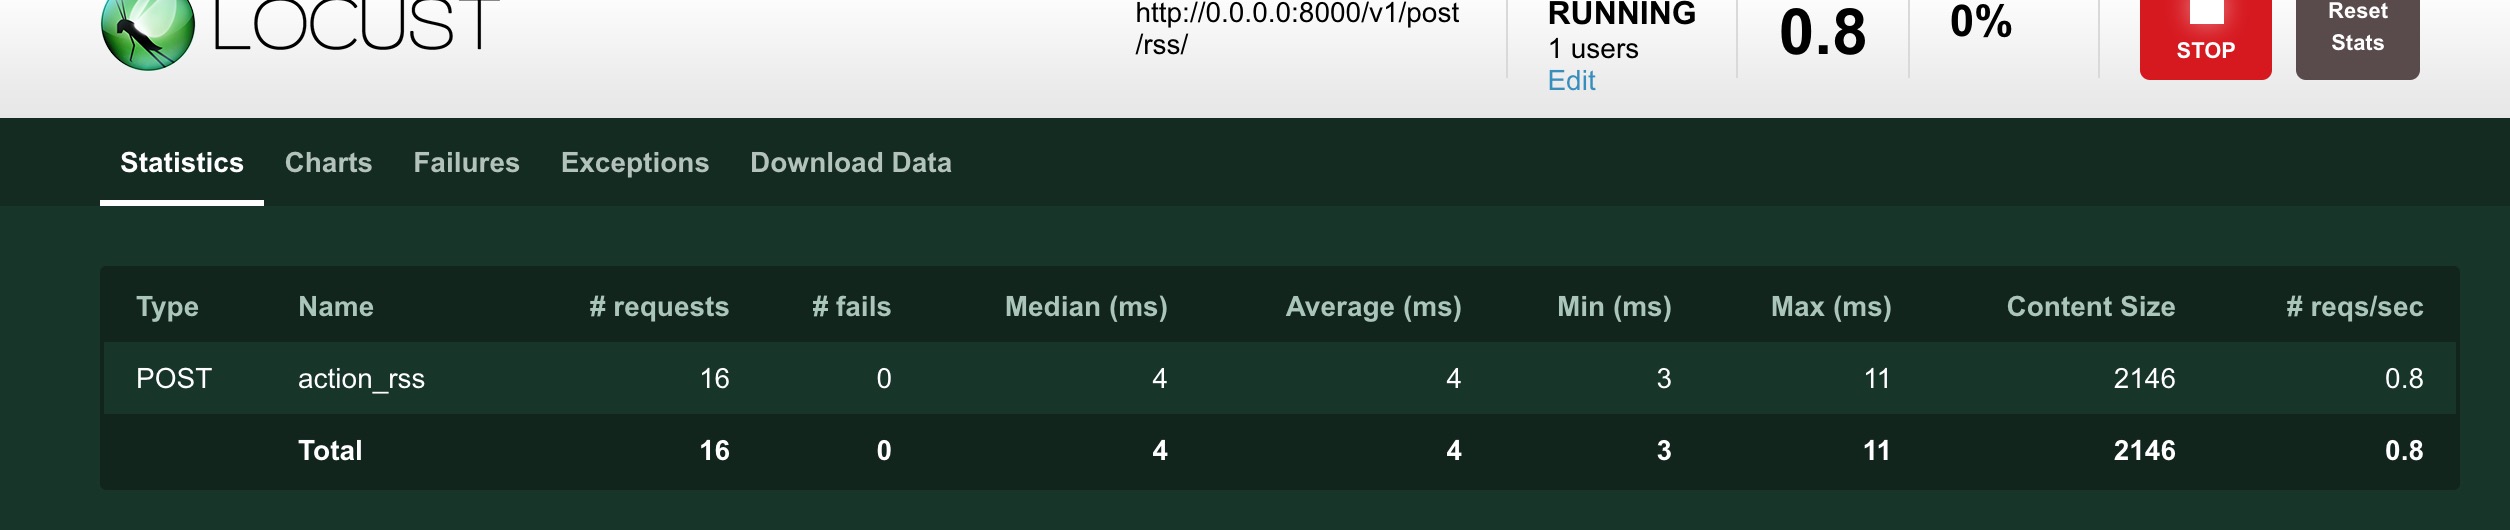 LOCUST
http://0.0.0.0:8000/v1/post
/rss/
RUNNING
1 users
Edit
0.8
0%
STOP
Reset
Stats
Statistics Charts Failures Exceptions Download Data
Type Name # requests # fails Median (ms) Average (ms) Min (ms) Max (ms) Content Size # reqs/sec
POST action_rss 16 0 4 4 3 11 2146 0.8
Total 16 0 4 4 3 11 2146 0.8